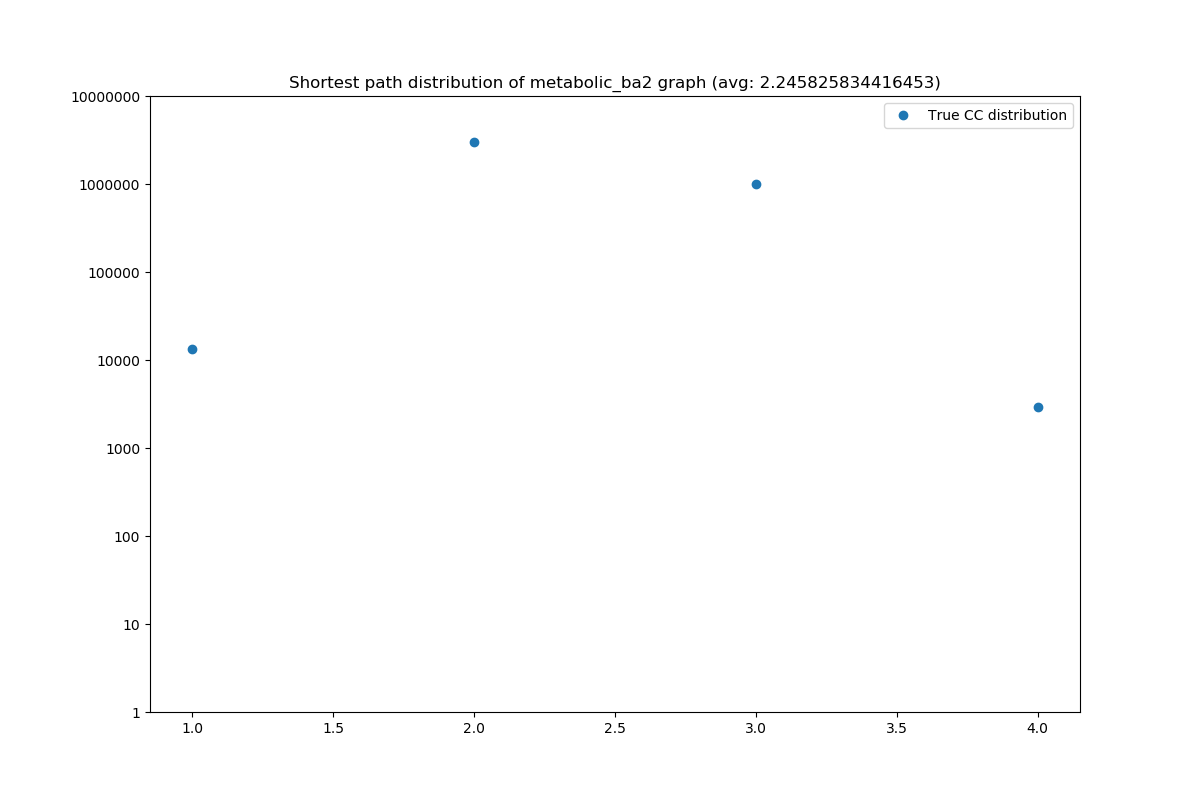 Shortest path distribution of metabolic_ba2 graph (avg: 2.245825834416453)
True CC distribution
10000000
1000000
100000
10000
1000
100
10
1
1.0 1.5 2.0 2.5 3.0 3.5 4.0